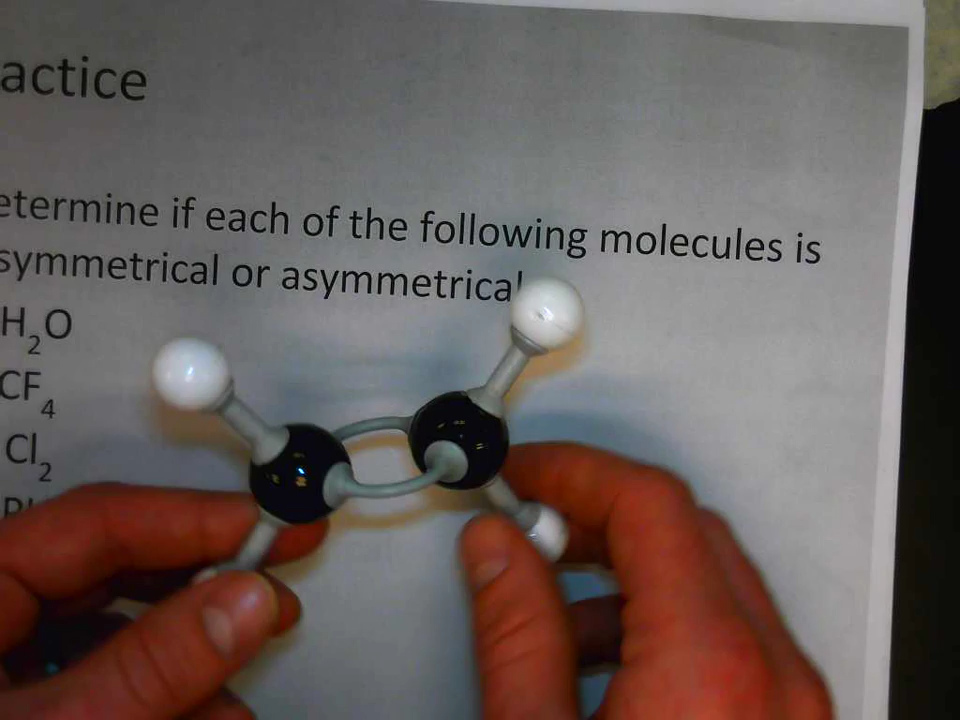 actice
etermine if each of the following molecules is
symmetrical or asymmetrical
H₂O
CF₄
Cl₂